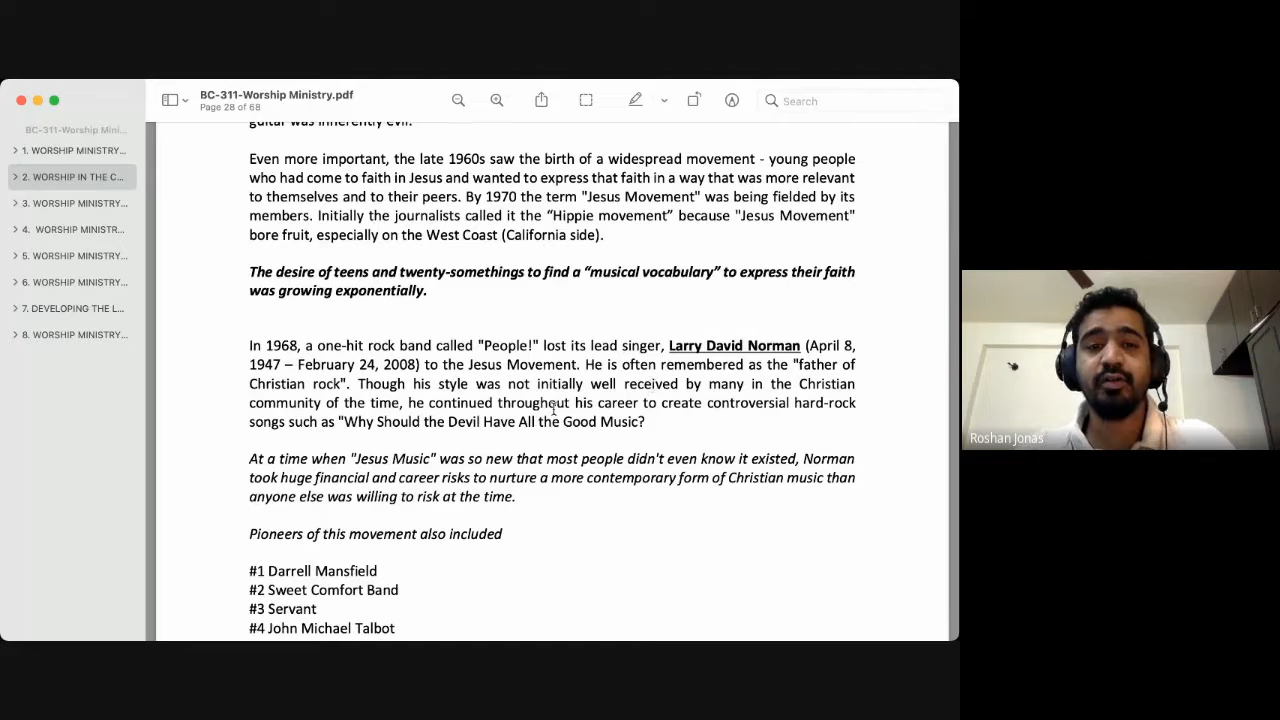 BC-311-Worship Ministry.pdf
Page 28 of 68
Search
BC-311-Worship Mini...
1. WORSHIP MINISTRY...
2. WORSHIP IN THE C...
3. WORSHIP MINISTRY...
4. WORSHIP MINISTR...
5. WORSHIP MINISTRY...
6. WORSHIP MINISTRY...
7. DEVELOPING THE L...
8. WORSHIP MINISTRY...
guitar was inherently evil.
Even more important, the late 1960s saw the birth of a widespread movement - young people
who had come to faith in Jesus and wanted to express that faith in a way that was more relevant
to themselves and to their peers. By 1970 the term "Jesus Movement" was being fielded by its
members. Initially the journalists called it the “Hippie movement” because "Jesus Movement"
bore fruit, especially on the West Coast (California side).
The desire of teens and twenty-somethings to find a “musical vocabulary” to express their faith
was growing exponentially.
In 1968, a one-hit rock band called "People!" lost its lead singer, Larry David Norman (April 8,
1947 – February 24, 2008) to the Jesus Movement. He is often remembered as the "father of
Christian rock". Though his style was not initially well received by many in the Christian
community of the time, he continued throughout his career to create controversial hard-rock
songs such as "Why Should the Devil Have All the Good Music?
At a time when "Jesus Music" was so new that most people didn't even know it existed, Norman
took huge financial and career risks to nurture a more contemporary form of Christian music than
anyone else was willing to risk at the time.
Pioneers of this movement also included
#1 Darrell Mansfield
#2 Sweet Comfort Band
#3 Servant
#4 John Michael Talbot
Roshan Jonas